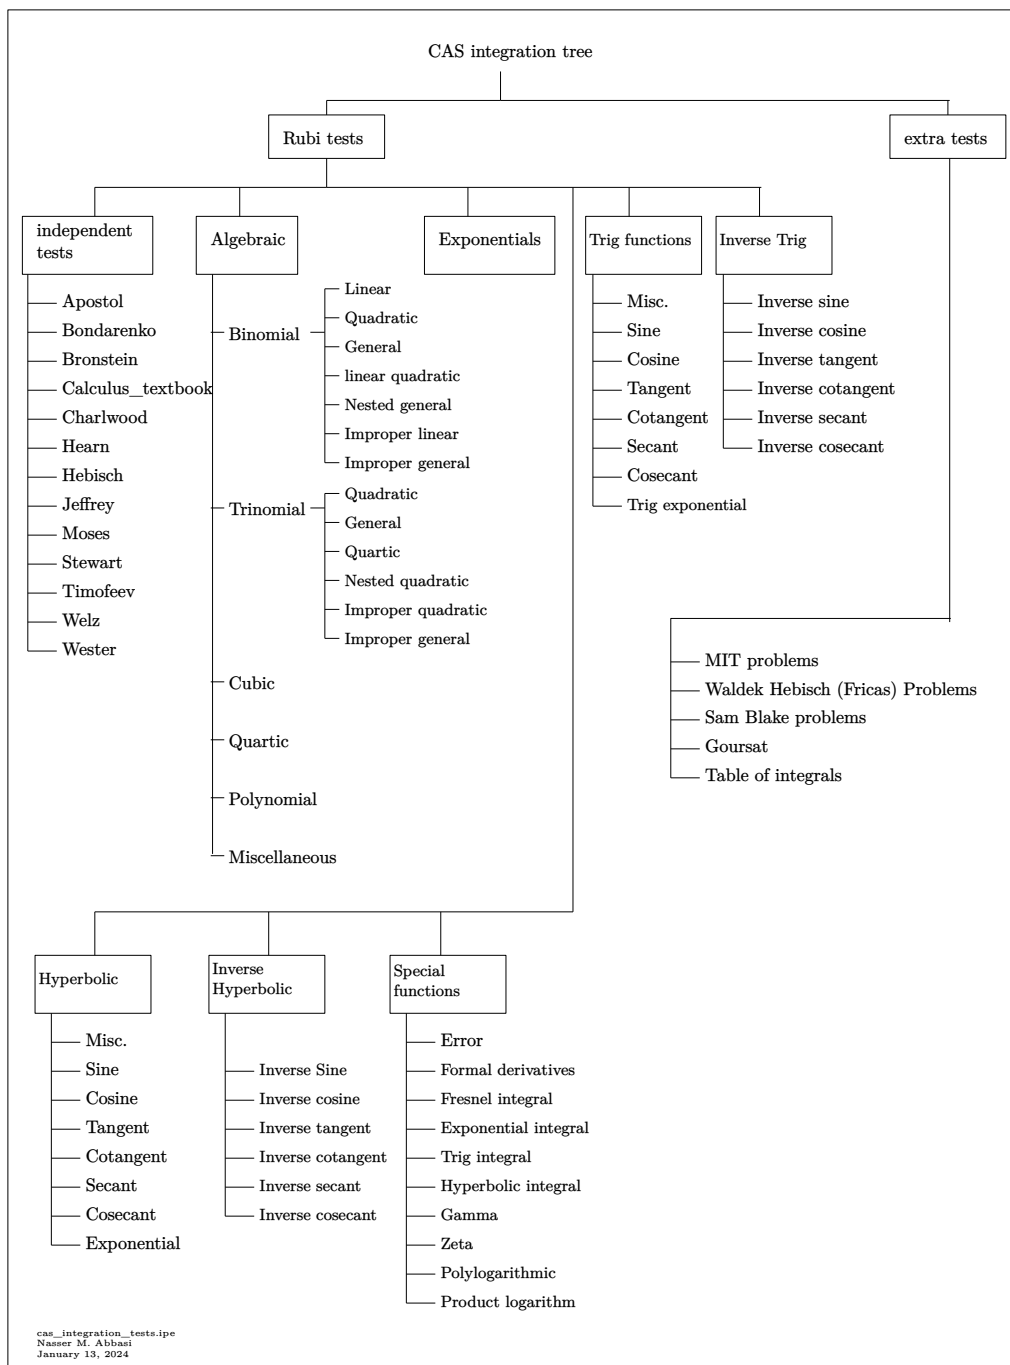 CAS integration tree
Rubi tests
extra tests
independent
tests
Algebraic
Exponentials
Trig functions
Inverse Trig
Apostol
Bondarenko
Bronstein
Calculus_textbook
Charlwood
Hearn
Hebisch
Jeffrey
Moses
Stewart
Timofeev
Welz
Wester
Binomial
Linear
Quadratic
General
linear quadratic
Nested general
Improper linear
Improper general
Trinomial
Quadratic
General
Quartic
Nested quadratic
Improper quadratic
Improper general
Cubic
Quartic
Polynomial
Miscellaneous
Misc.
Sine
Cosine
Tangent
Cotangent
Secant
Cosecant
Trig exponential
Inverse sine
Inverse cosine
Inverse tangent
Inverse cotangent
Inverse secant
Inverse cosecant
MIT problems
Waldek Hebisch (Fricas) Problems
Sam Blake problems
Goursat
Table of integrals
Hyperbolic
Misc.
Sine
Cosine
Tangent
Cotangent
Secant
Cosecant
Exponential
Inverse
Hyperbolic
Inverse Sine
Inverse cosine
Inverse tangent
Inverse cotangent
Inverse secant
Inverse cosecant
Special
functions
Error
Formal derivatives
Fresnel integral
Exponential integral
Trig integral
Hyperbolic integral
Gamma
Zeta
Polylogarithmic
Product logarithm
cas_integration_tests.ipe
Nasser M. Abbasi
January 13, 2024